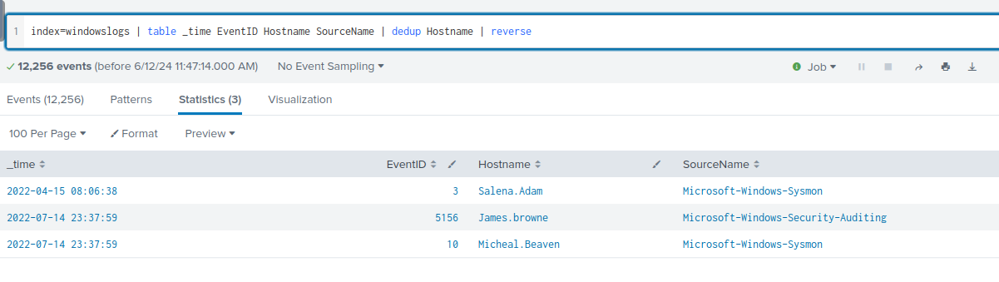 1 index=windowslogs | table _time EventID Hostname SourceName | dedup Hostname | reverse
12,256 events (before 6/12/24 11:47:14.000 AM) No Event Sampling Job
Events (12,256) Patterns Statistics (3) Visualization
100 Per Page Format Preview
_time EventID Hostname SourceName
2022-04-15 08:06:38 3 Salena.Adam Microsoft-Windows-Sysmon
2022-07-14 23:37:59 5156 James.browne Microsoft-Windows-Security-Auditing
2022-07-14 23:37:59 10 Micheal.Beaven Microsoft-Windows-Sysmon